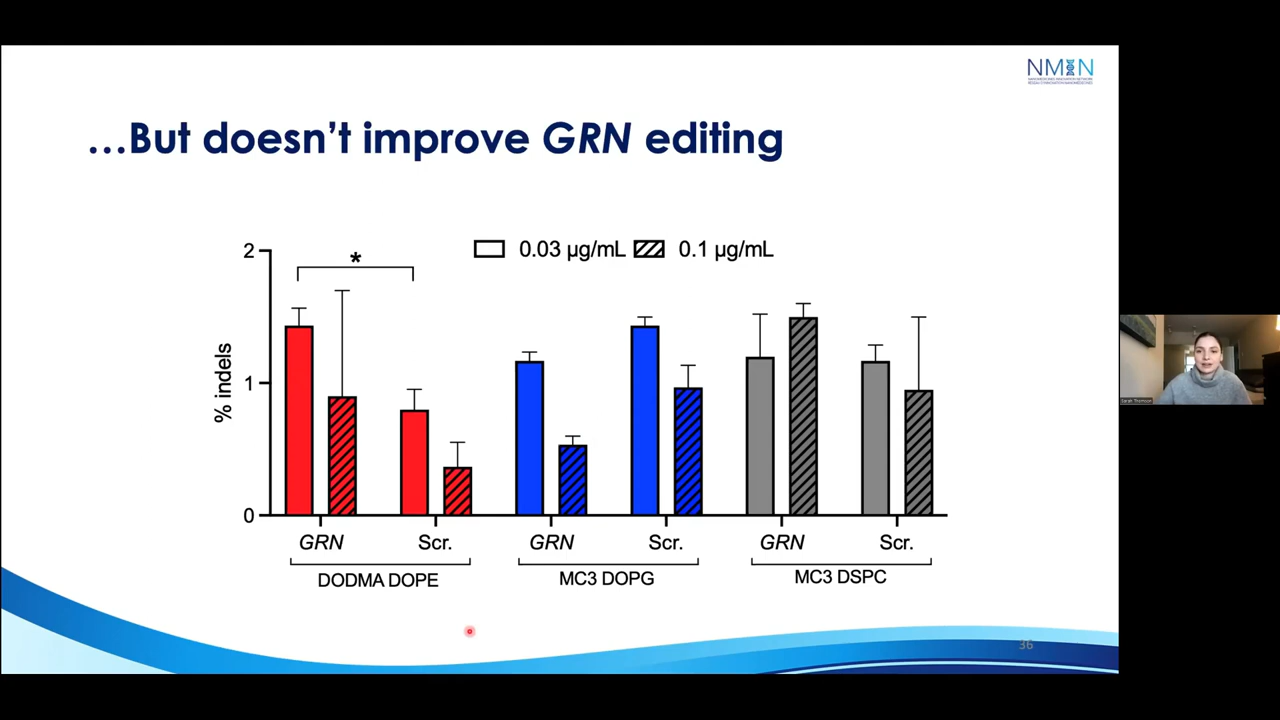 NMIN
…But doesn’t improve GRN editing
*
0.03 µg/mL
0.1 µg/mL
% indels
2
1
0
GRN
Scr.
GRN
Scr.
GRN
Scr.
DODMA DOPE
MC3 DOPG
MC3 DSPC
36